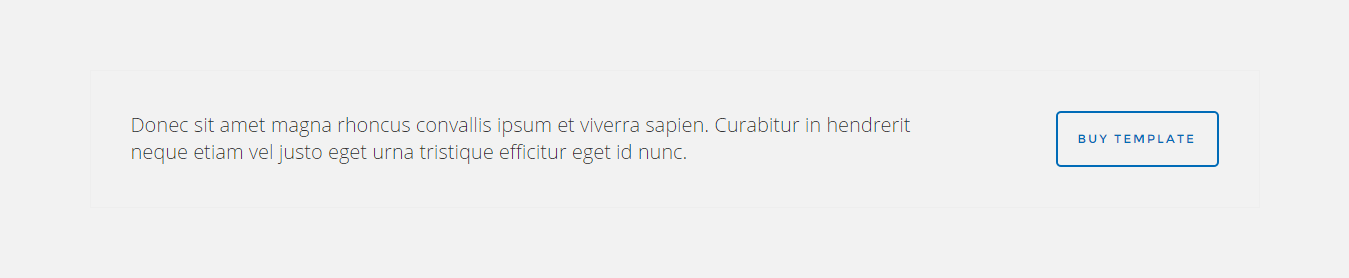 Donec sit amet magna rhoncus convallis ipsum et viverra sapien. Curabitur in hendrerit
neque etiam vel justo eget urna tristique efficitur eget id nunc.
BUY TEMPLATE